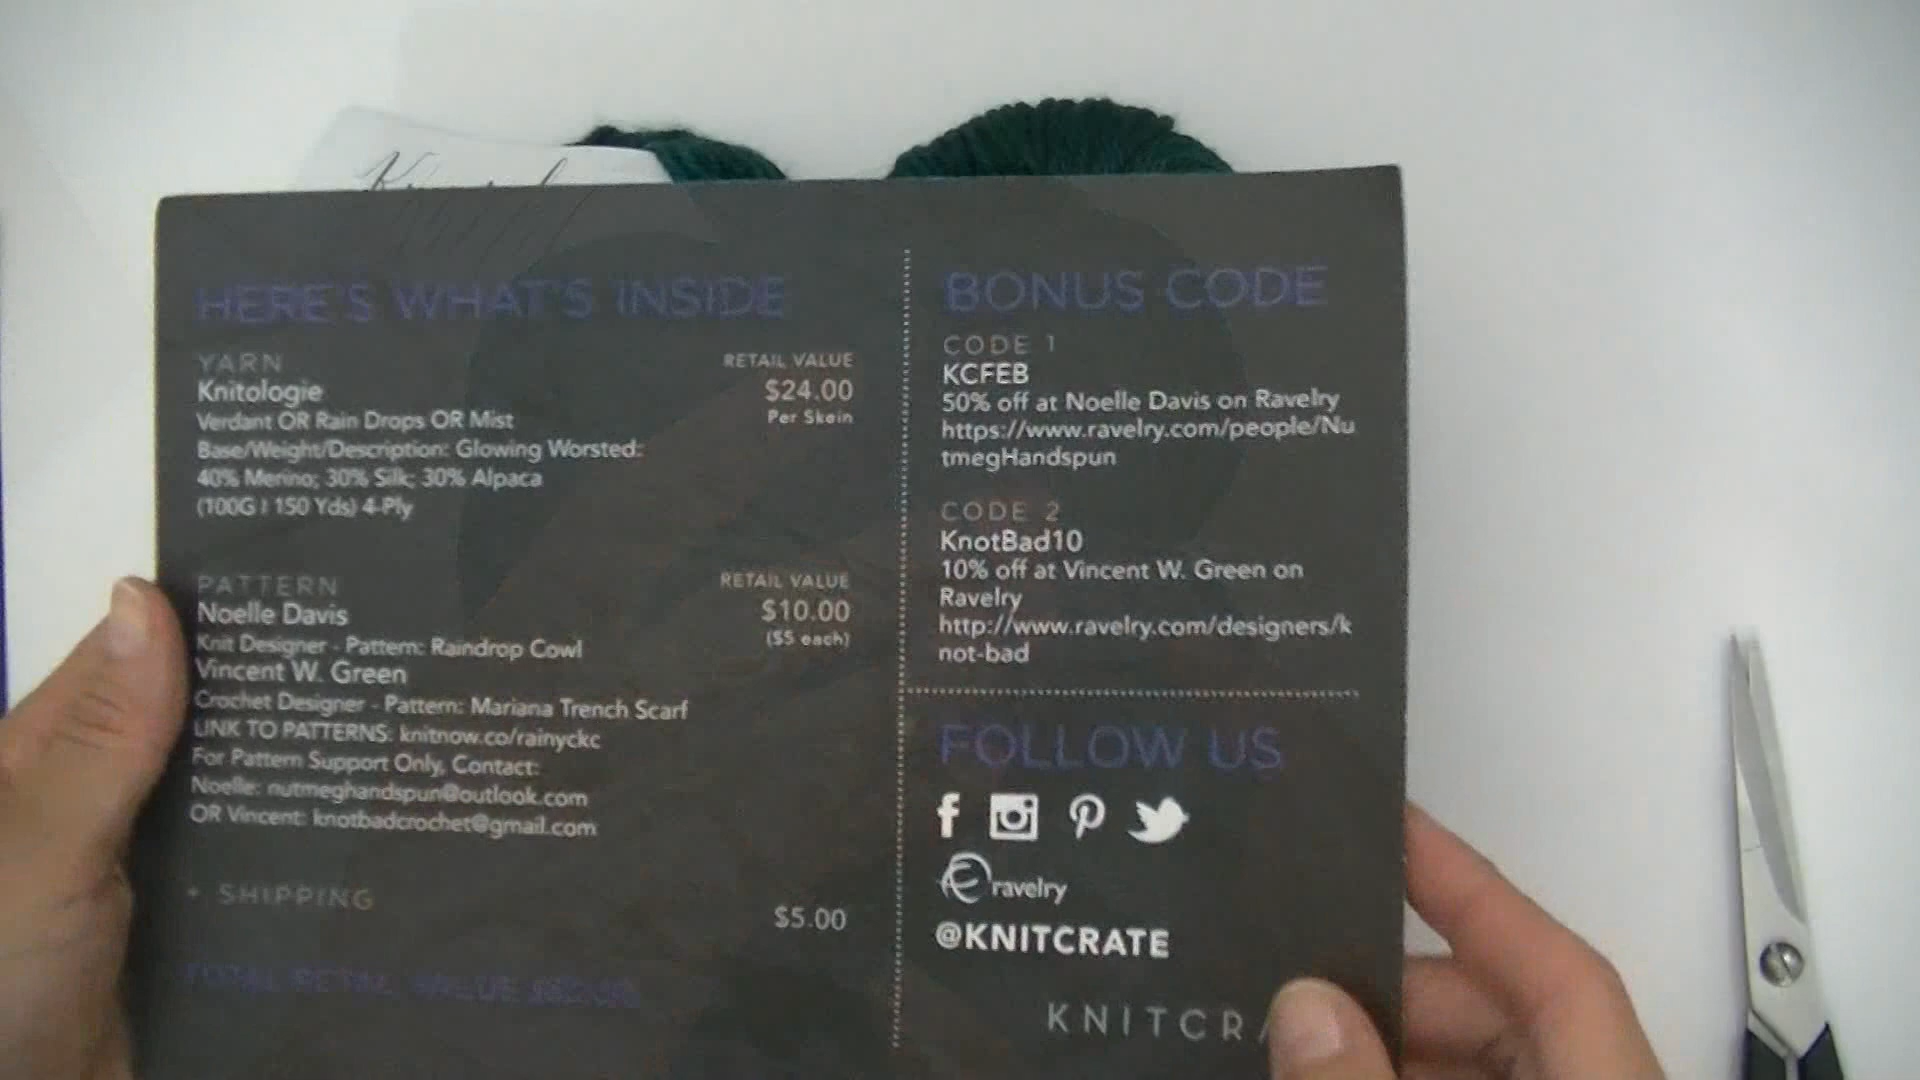 HERE'S WHAT'S INSIDE
YARN
RETAIL VALUE
Knitologie
$24.00
Verdant OR Rain Drops OR Mist
Per Skein
Base/Weight/Description: Glowing Worsted:
40% Merino; 30% Silk; 30% Alpaca
(100G | 150 Yds) 4-Ply
PATTERN
RETAIL VALUE
Noelle Davis
$10.00
Knit Designer - Pattern: Raindrop Cowl
($5 each)
Vincent W. Green
Crochet Designer - Pattern: Mariana Trench Scarf
LINK TO PATTERNS: knitnow.co/rainyckc
For Pattern Support Only, Contact:
Noelle: nutmeghandspun@outlook.com
OR Vincent: knotbadcrochet@gmail.com
+ SHIPPING
$5.00
TOTAL RETAIL VALUE
BONUS CODE
CODE 1
KCFEB
50% off at Noelle Davis on Ravelry
https://www.ravelry.com/people/Nu
tmegHandspun
CODE 2
KnotBad10
10% off at Vincent W. Green on
Ravelry
http://www.ravelry.com/designers/k
not-bad
FOLLOW US
ravelry
@KNITCRATE
KNITCRA